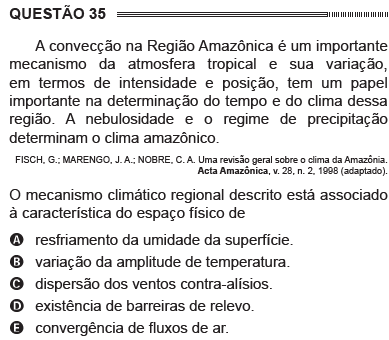 QUESTÃO 35
A convecção na Região Amazônica é um importante
mecanismo da atmosfera tropical e sua variação,
em termos de intensidade e posição, tem um papel
importante na determinação do tempo e do clima dessa
região. A nebulosidade e o regime de precipitação
determinam o clima amazônico.
FISCH, G.; MARENGO, J. A.; NOBRE, C. A. Uma revisão geral sobre o clima da Amazônia.
Acta Amazônica, v. 28, n. 2, 1998 (adaptado).
O mecanismo climático regional descrito está associado
à característica do espaço físico de
A resfriamento da umidade da superfície.
B variação da amplitude de temperatura.
C dispersão dos ventos contra-alísios.
D existência de barreiras de relevo.
E convergência de fluxos de ar.